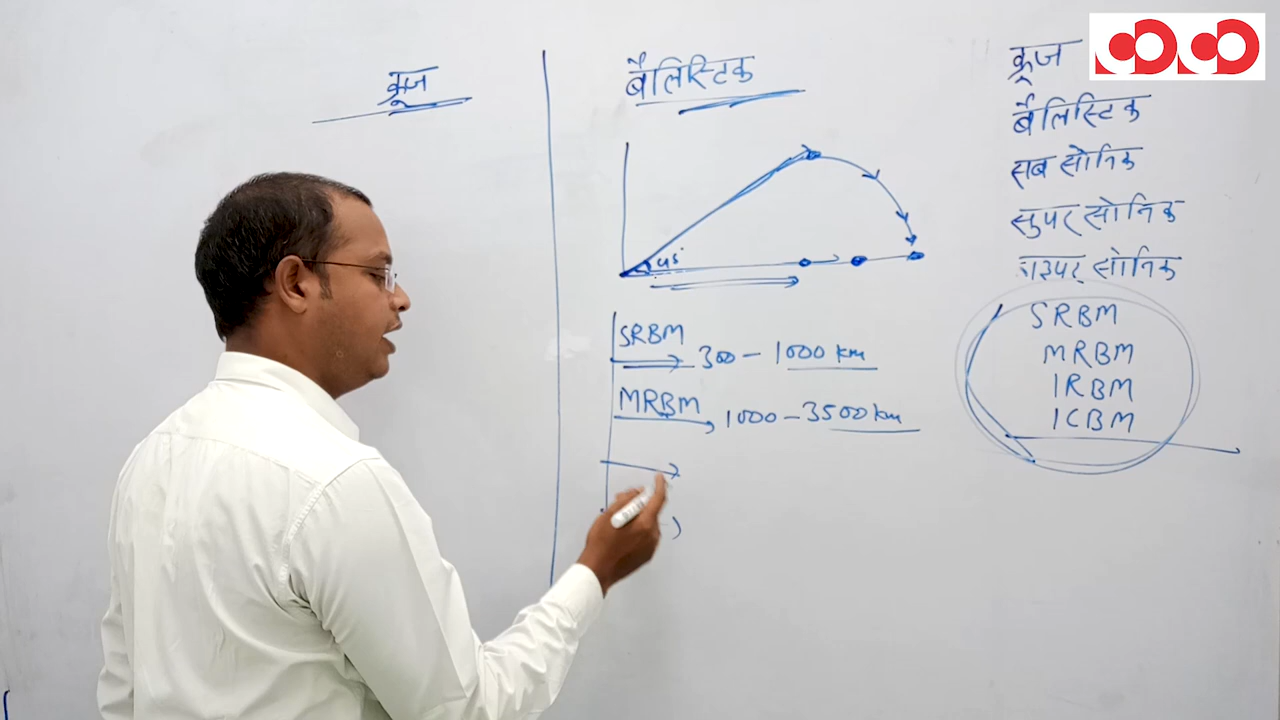 क्रूज
बैलिस्टिक
45°
SRBM
300 – 1000 km
MRBM
1000 – 3500 km
क्रूज
बैलिस्टिक
सब सोनिक
सुपर सोनिक
हाइपर सोनिक
SRBM
MRBM
IRBM
ICBM